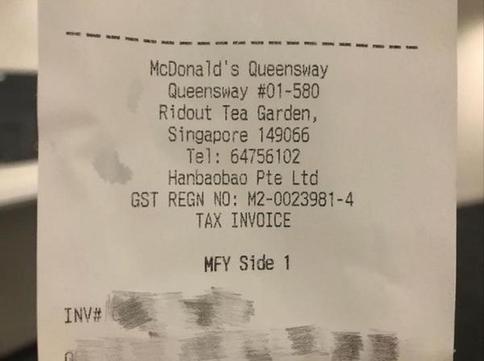 McDonald's Queensway
Queensway #01-580
Ridout Tea Garden,
Singapore 149066
Tel: 64756102
Hanbaobao Pte Ltd
GST REGN NO: M2-0023981-4
TAX INVOICE
MFY Side 1
INV#